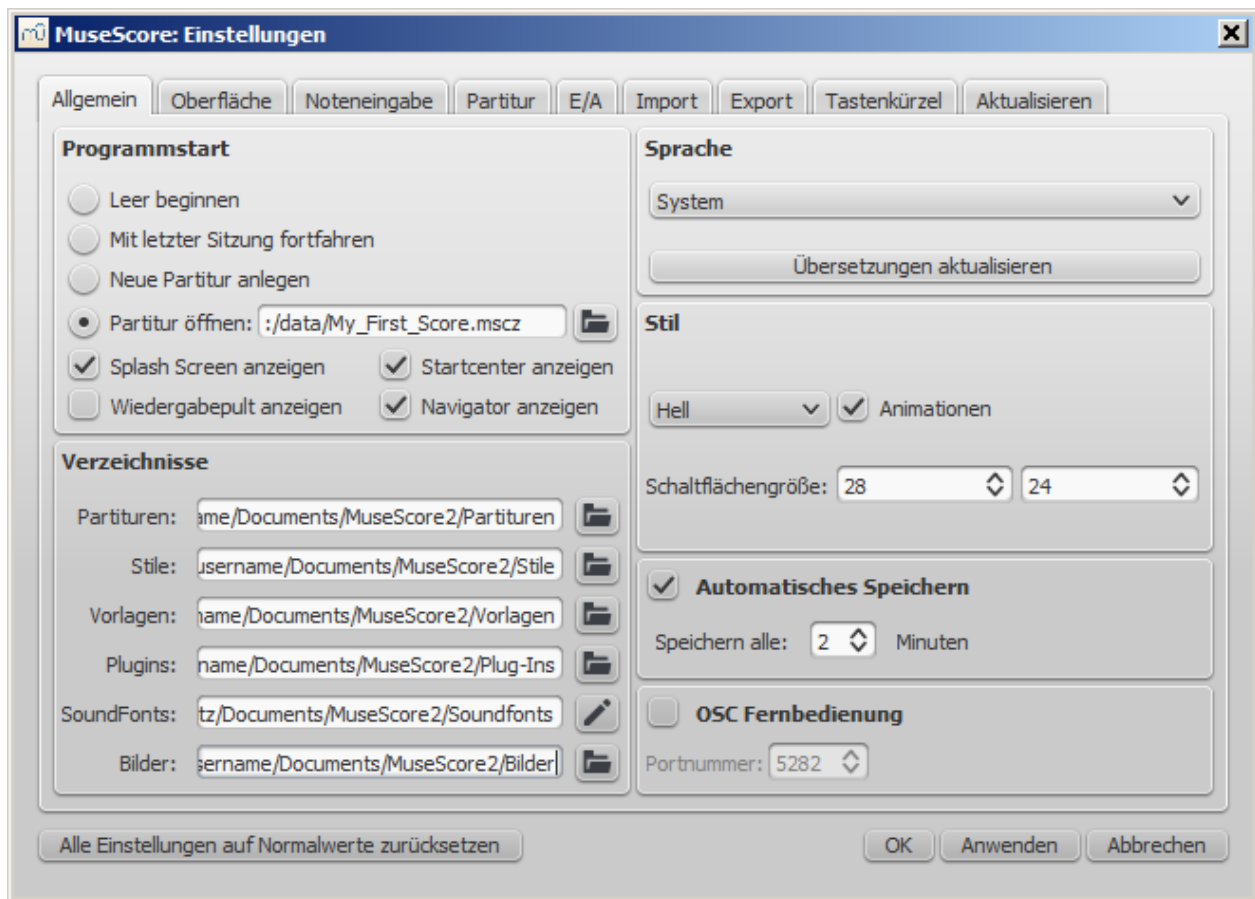 mû MuseScore: Einstellungen
Allgemein Oberfläche Noteneingabe Partitur E/A Import Export Tastenkürzel Aktualisieren
Programmstart
Leer beginnen
Mit letzter Sitzung fortfahren
Neue Partitur anlegen
Partitur öffnen: :/data/My_First_Score.mscz
Splash Screen anzeigen Startcenter anzeigen
Wiedergabepult anzeigen Navigator anzeigen
Verzeichnisse
Partituren: ame/Documents/MuseScore2/Partituren
Stile: username/Documents/MuseScore2/Stile
Vorlagen: name/Documents/MuseScore2/Vorlagen
Plugins: name/Documents/MuseScore2/Plug-Ins
SoundFonts: tz/Documents/MuseScore2/Soundfonts
Bilder: sername/Documents/MuseScore2/Bilder
Sprache
System
Übersetzungen aktualisieren
Stil
Hell Animationen
Schaltflächengröße: 28 24
Automatisches Speichern
Speichern alle: 2 Minuten
OSC Fernbedienung
Portnummer: 5282
Alle Einstellungen auf Normalwerte zurücksetzen OK Anwenden Abbrechen